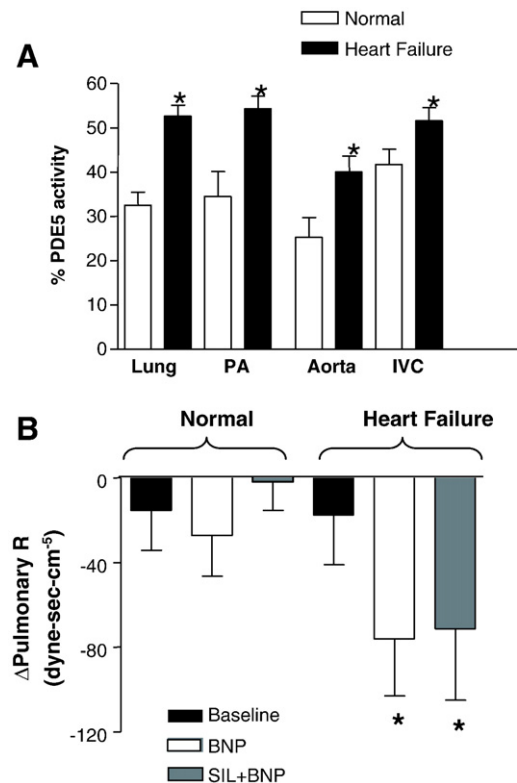 Normal
Heart Failure
A
60
50
40
30
20
10
0
% PDE5 activity
*
*
*
*
Lung PA Aorta IVC
B
Normal Heart Failure
0
-40
-80
-120
ΔPulmonary R
(dyne-sec-cm-5)
* *
Baseline
BNP
SIL+BNP